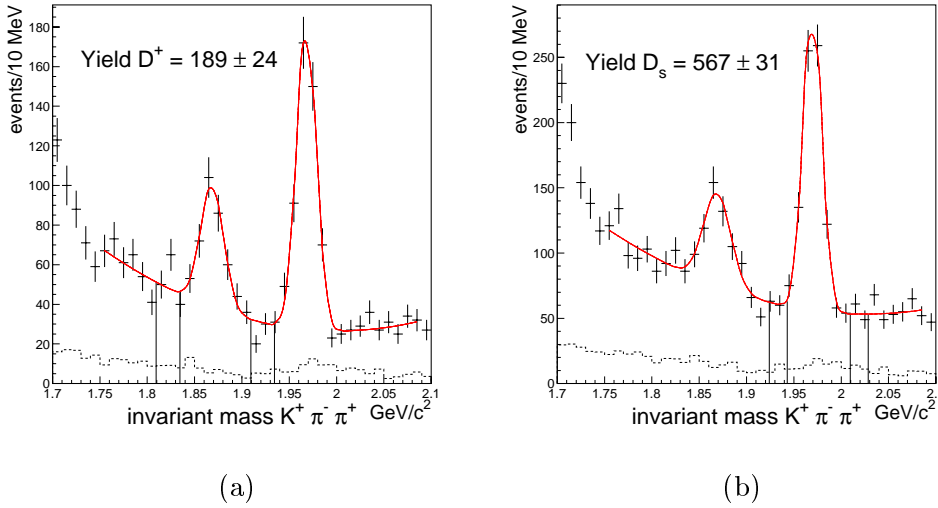 (a)
events/10 MeV
180
160
140
120
100
80
60
40
20
0
Yield D+ = 189 ± 24
1.7 1.75 1.8 1.85 1.9 1.95 2 2.05 2.1
invariant mass K+ π- π+ GeV/c2
(b)
events/10 MeV
250
200
150
100
50
0
Yield Ds = 567 ± 31
1.7 1.75 1.8 1.85 1.9 1.95 2 2.05 2.
invariant mass K+ π- π+ GeV/c2